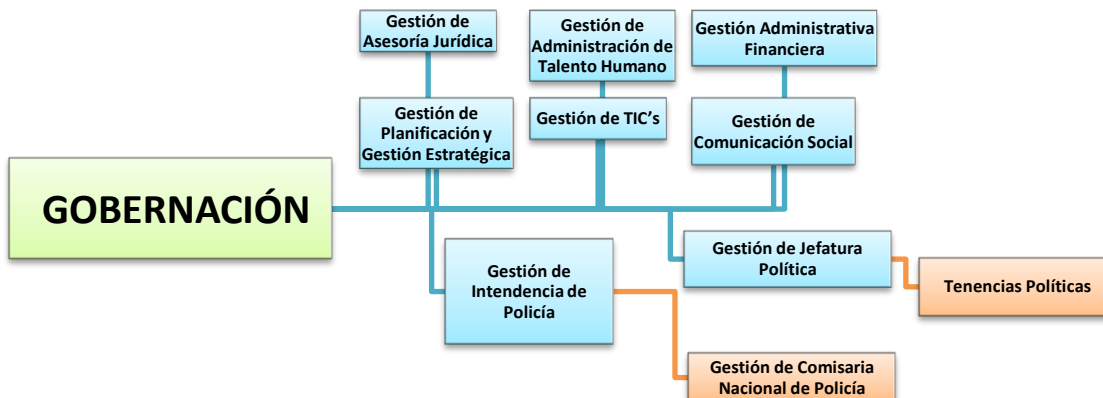 Gestión de
Asesoría Jurídica
Gestión de
Administración de
Talento Humano
Gestión Administrativa
Financiera
Gestión de
Planificación y
Gestión Estratégica
Gestión de TIC’s
Gestión de
Comunicación Social
GOBERNACIÓN
Gestión de
Intendencia de
Policía
Gestión de Jefatura
Política
Tenencias Políticas
Gestión de Comisaria
Nacional de Policía